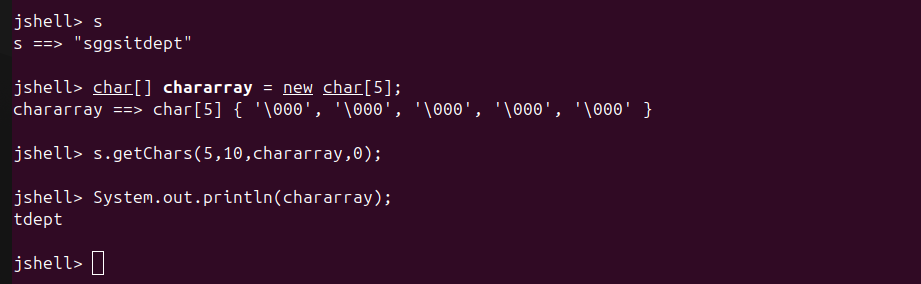 jshell> s
s ==> "sggsitdept"
jshell> char[] chararray = new char[5];
chararray ==> char[5] { '\000', '\000', '\000', '\000', '\000' }
jshell> s.getChars(5,10,chararray,0);
jshell> System.out.println(chararray);
tdept
jshell>